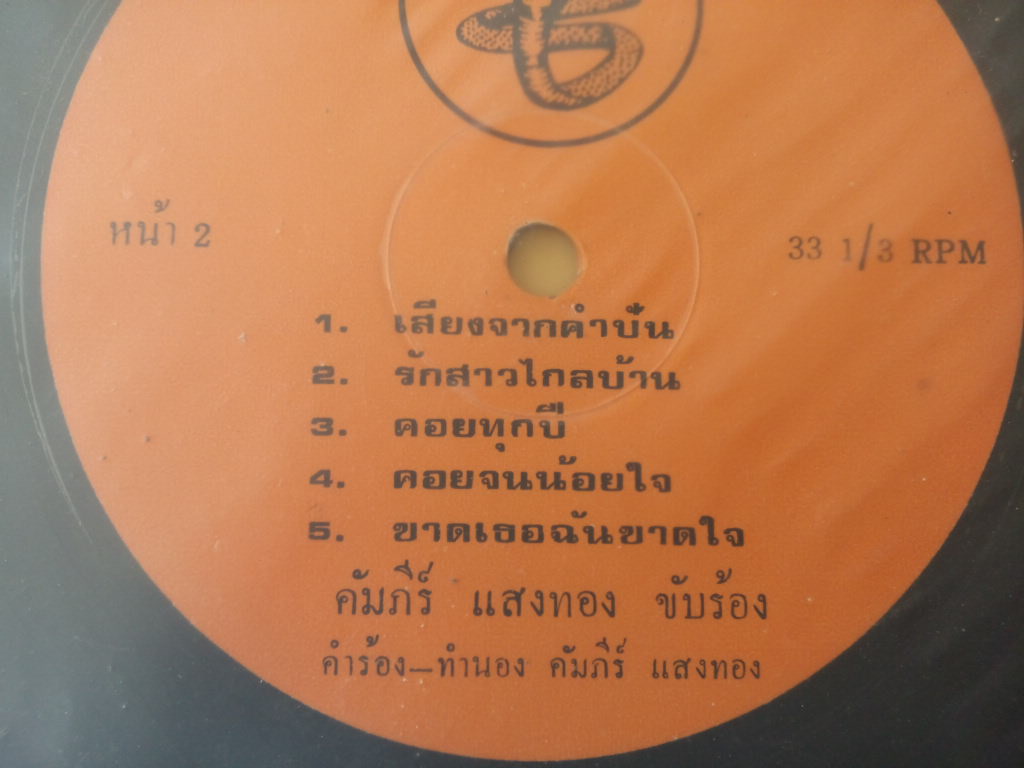 หน้า 2
33 1/3 RPM
1. เสียงจากคำปั่น
2. รักสาวไกลบ้าน
3. คอยทุกปี
4. คอยจนน้อยใจ
5. ขาดเธอฉันขาดใจ
คัมภีร์ แสงทอง ขับร้อง
คำร้อง–ทำนอง คัมภีร์ แสงทอง